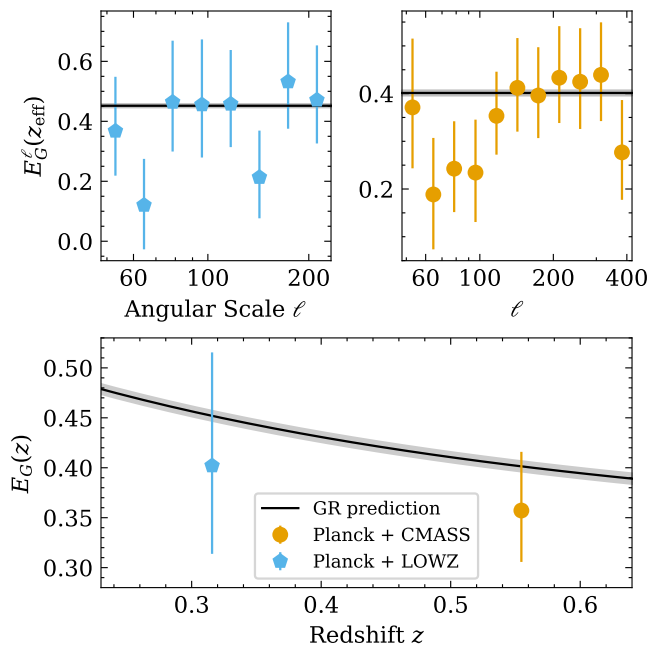 0.6
0.4
0.2
0.0
E_G^ℓ(z_eff)
60
100
200
Angular Scale ℓ
0.4
0.2
60
100
200
400
ℓ
0.50
0.45
0.40
0.35
0.30
E_G(z)
GR prediction
Planck + CMASS
Planck + LOWZ
0.3
0.4
0.5
0.6
Redshift z